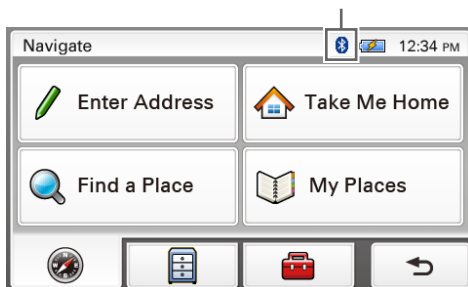 Navigate 12:34 PM
Enter Address Take Me Home
Find a Place My Places